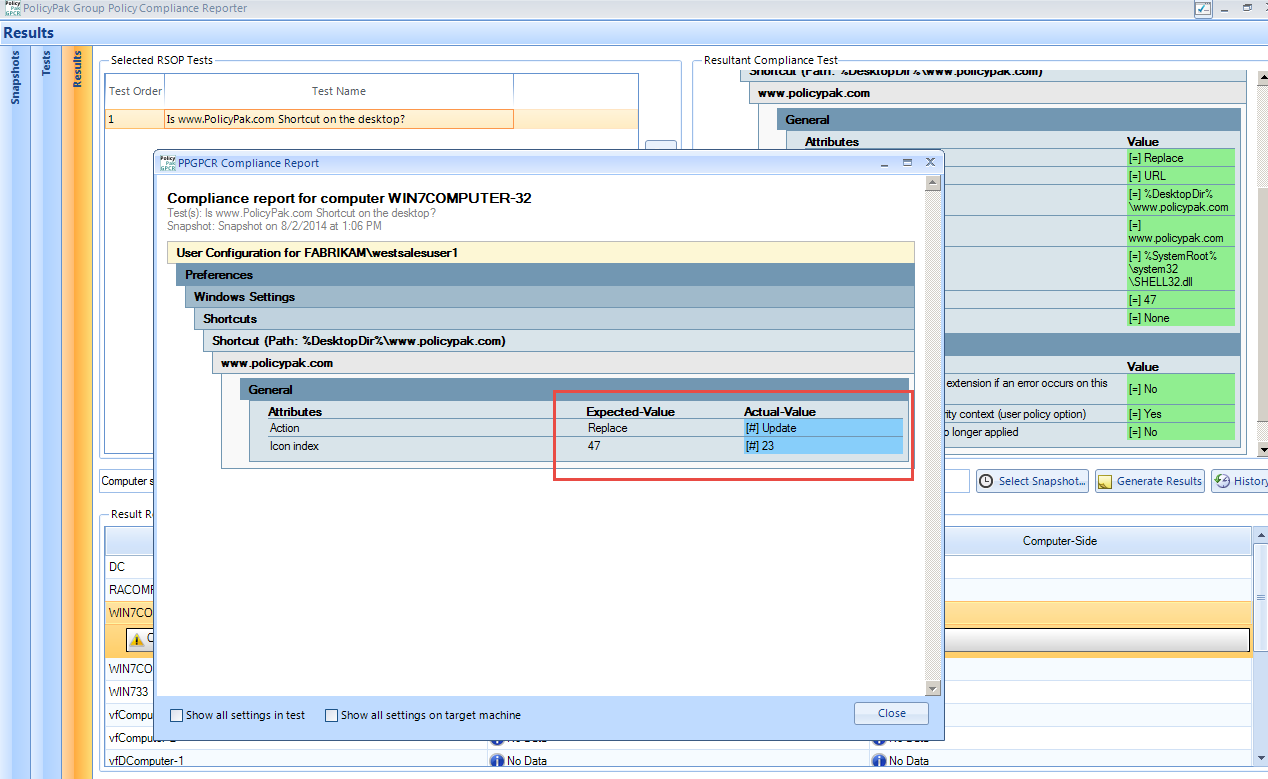 PolicyPak GPCR PolicyPak Group Policy Compliance Reporter
Results
Snapshots
Tests
Results
Selected RSOP Tests
Test Order Test Name
1 Is www.PolicyPak.com Shortcut on the desktop?
Resultant Compliance Test
Shortcut (Path: %DesktopDir%\www.policypak.com)
www.policypak.com
General
Attributes Value
[=] Replace
[=] URL
[=] %DesktopDir%
\www.policypak.com
[=]
www.policypak.com
[=] %SystemRoot%
\system32
\SHELL32.dll
[=] 47
[=] None
Value
extension if an error occurs on this [=] No
rity context (user policy option) [=] Yes
o longer applied [=] No
Policy Pak GPCR PPGPCR Compliance Report
Compliance report for computer WIN7COMPUTER-32
Test(s): Is www.PolicyPak.com Shortcut on the desktop?
Snapshot: Snapshot on 8/2/2014 at 1:06 PM
User Configuration for FABRIKAM\westsalesuser1
Preferences
Windows Settings
Shortcuts
Shortcut (Path: %DesktopDir%\www.policypak.com)
www.policypak.com
General
Attributes Expected-Value Actual-Value
Action Replace [#] Update
Icon index 47 [#] 23
Show all settings in test Show all settings on target machine Close
Computer s
Select Snapshot... Generate Results History
Result R
Computer-Side
DC
RACOMP
WIN7CO
C
WIN7CO
WIN733
vfCompu
vfComputer-2 No Data No Data
vfDComputer-1 No Data No Data